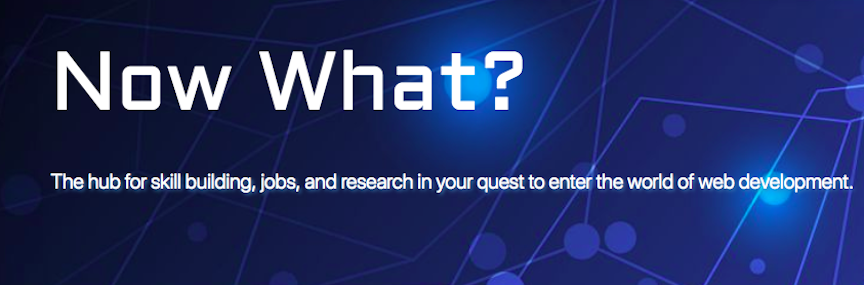 Now What?
The hub for skill building, jobs, and research in your quest to enter the world of web development.